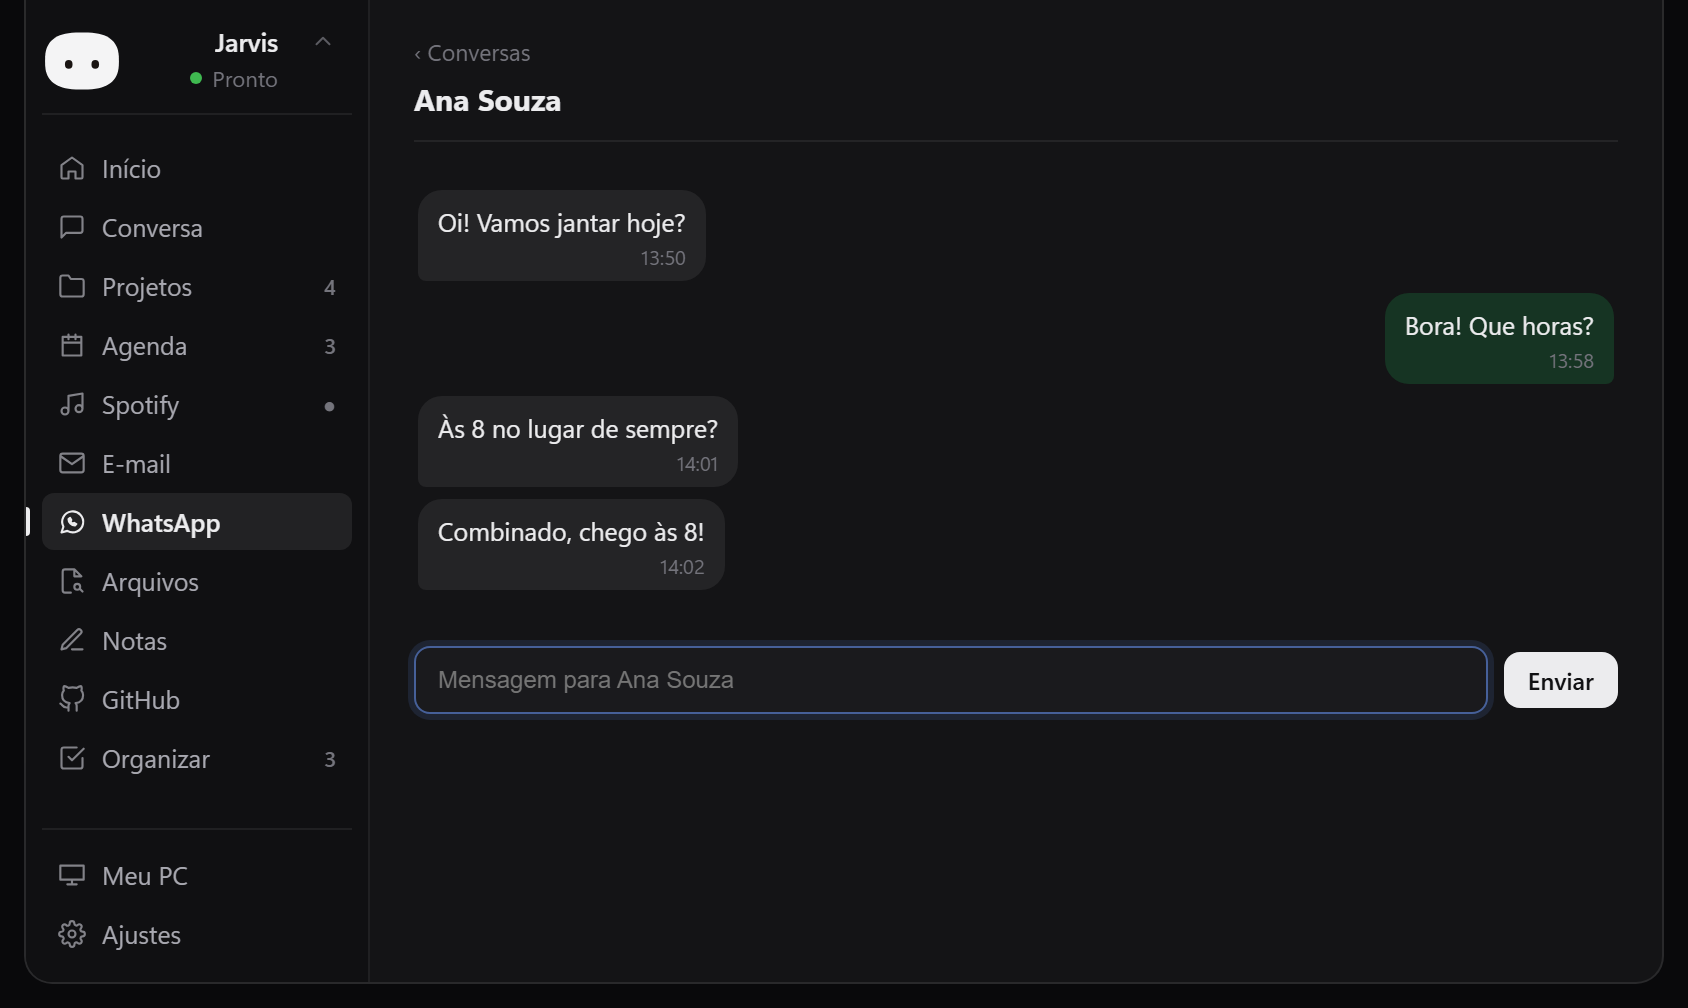 Jarvis
Pronto
Início
Conversa
Projetos 4
Agenda 3
Spotify
E-mail
WhatsApp
Arquivos
Notas
GitHub
Organizar 3
Meu PC
Ajustes
‹ Conversas
Ana Souza
Oi! Vamos jantar hoje?
13:50
Bora! Que horas?
13:58
Às 8 no lugar de sempre?
14:01
Combinado, chego às 8!
14:02
Mensagem para Ana Souza
Enviar